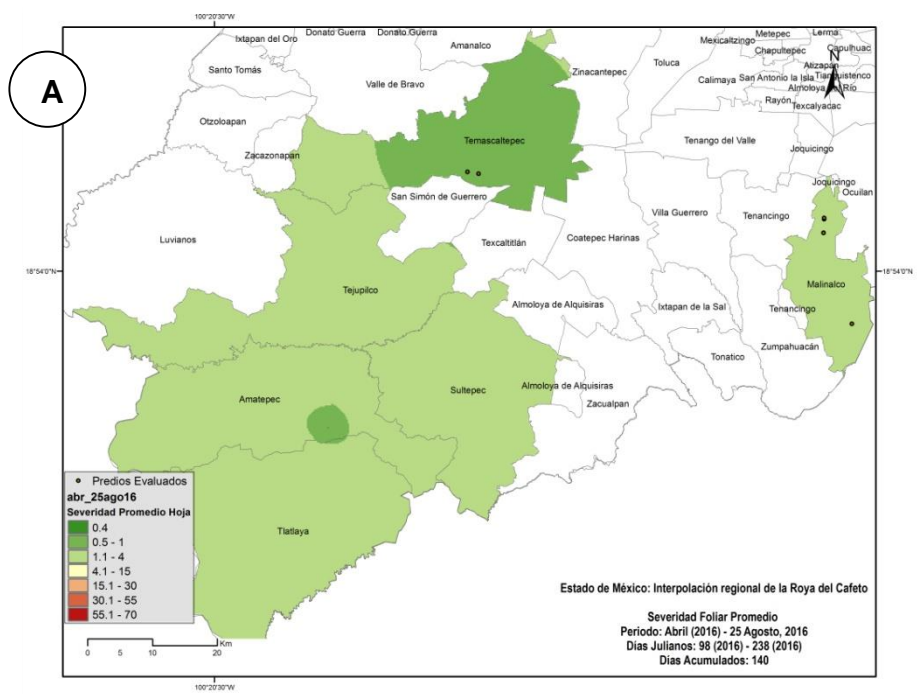 100°20'30"W
A
Ixtapan del Oro
Donato Guerra
Donato Guerra
Amanalco
Metepec
Lerma
Mexicaltzingo
Capulhuac
Chapultepec
Santo Tomás
Valle de Bravo
Zinacantepec
Toluca
N
Atizapán
Calimaya
San Antonio la Isla
Tianguistenco
Almoloya del Río
Rayón
Texcalyacac
Otzoloapan
Temascaltepec
Tenango del Valle
Joquicingo
Zacazonapan
Joquicingo
Ocuilan
San Simón de Guerrero
Villa Guerrero
Tenancingo
Luvianos
Texcaltitlán
Coatepec Harinas
18°54'0"N
18°54'0"N
Tejupilco
Malinalco
Almoloya de Alquisiras
Ixtapan de la Sal
Tenancingo
Zumpahuacán
Tonatico
Amatepec
Sultepec
Almoloya de Alquisiras
Zacualpan
Predios Evaluados
abr_25ago16
Severidad Promedio Hoja
0.4
0.5 - 1
1.1 - 4
4.1 - 15
15.1 - 30
30.1 - 55
55.1 - 70
Tlatlaya
Estado de México: Interpolación regional de la Roya del Cafeto
Severidad Foliar Promedio
Periodo: Abril (2016) - 25 Agosto, 2016
Días Julianos: 98 (2016) - 238 (2016)
Días Acumulados: 140
Km
0 5 10 20
100°20'30"W